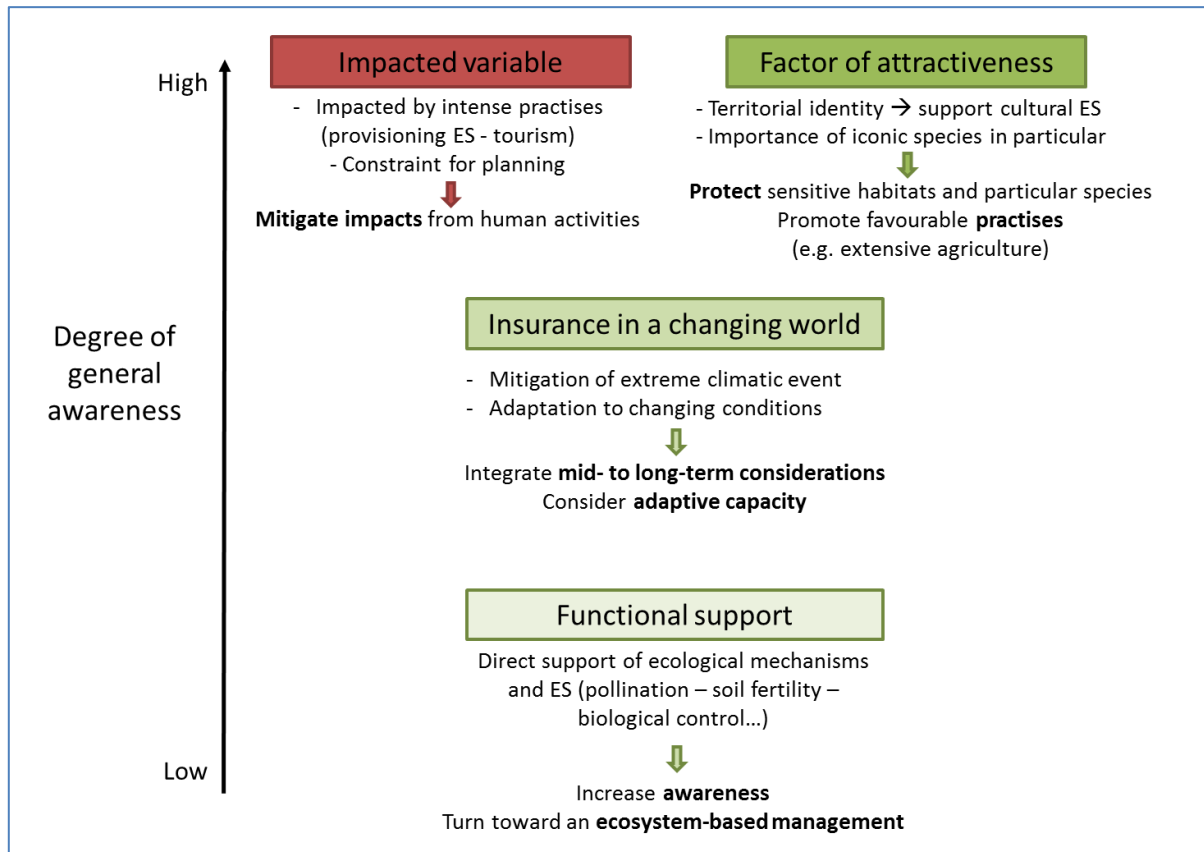 High
Impacted variable
- Impacted by intense practises
(provisioning ES - tourism)
- Constraint for planning
Mitigate impacts from human activities
Factor of attractiveness
- Territorial identity → support cultural ES
- Importance of iconic species in particular
Protect sensitive habitats and particular species
Promote favourable practises
(e.g. extensive agriculture)
Degree of
general
awareness
Insurance in a changing world
- Mitigation of extreme climatic event
- Adaptation to changing conditions
Integrate mid- to long-term considerations
Consider adaptive capacity
Functional support
Direct support of ecological mechanisms
and ES (pollination – soil fertility –
biological control…)
Low
Increase awareness
Turn toward an ecosystem-based management